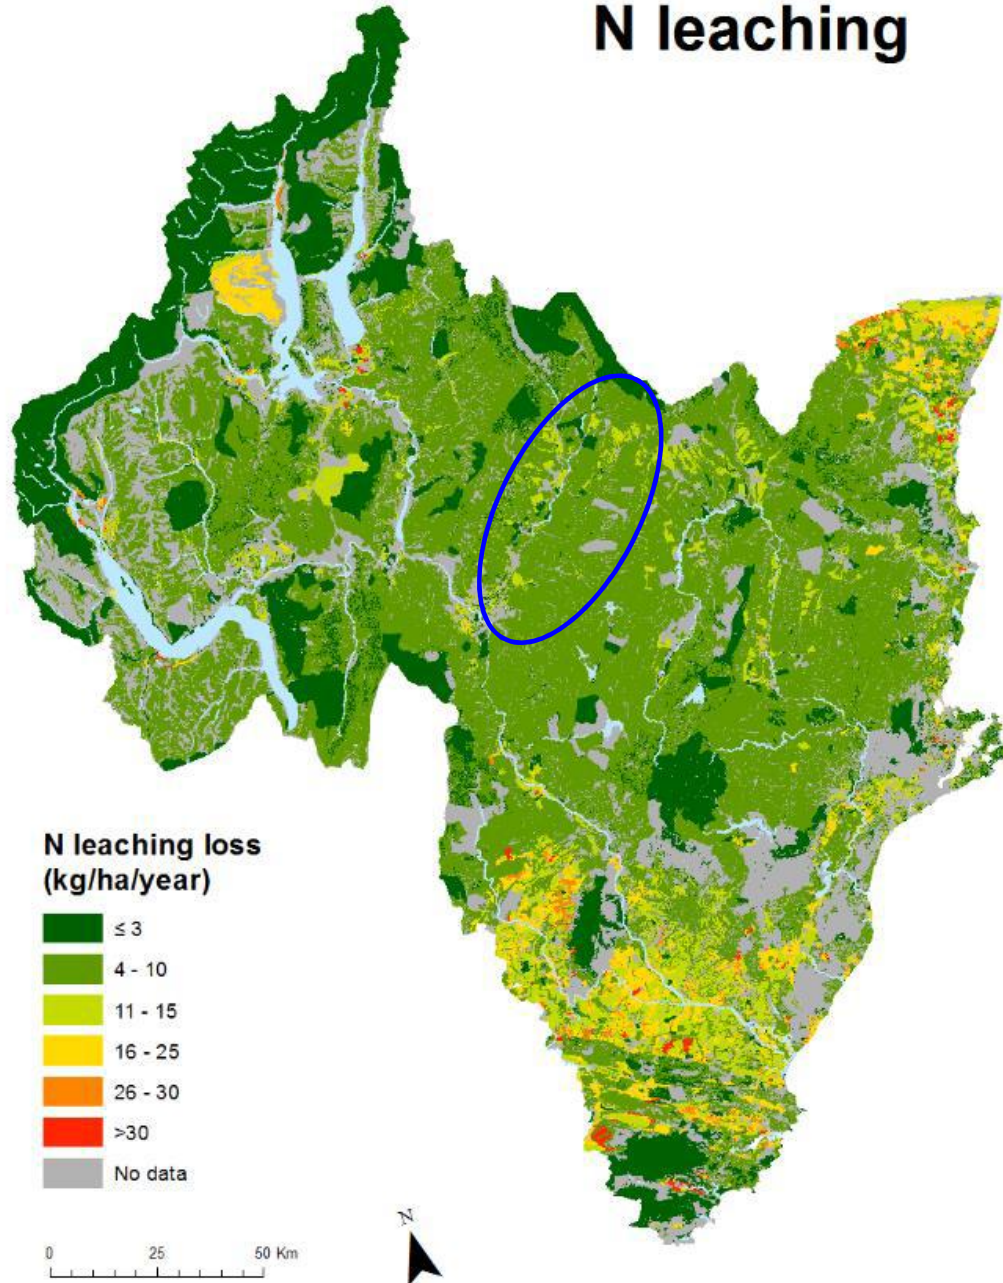 N leaching
N leaching loss
(kg/ha/year)
≤ 3
4 - 10
11 - 15
16 - 25
26 - 30
>30
No data
N
0 25 50 Km